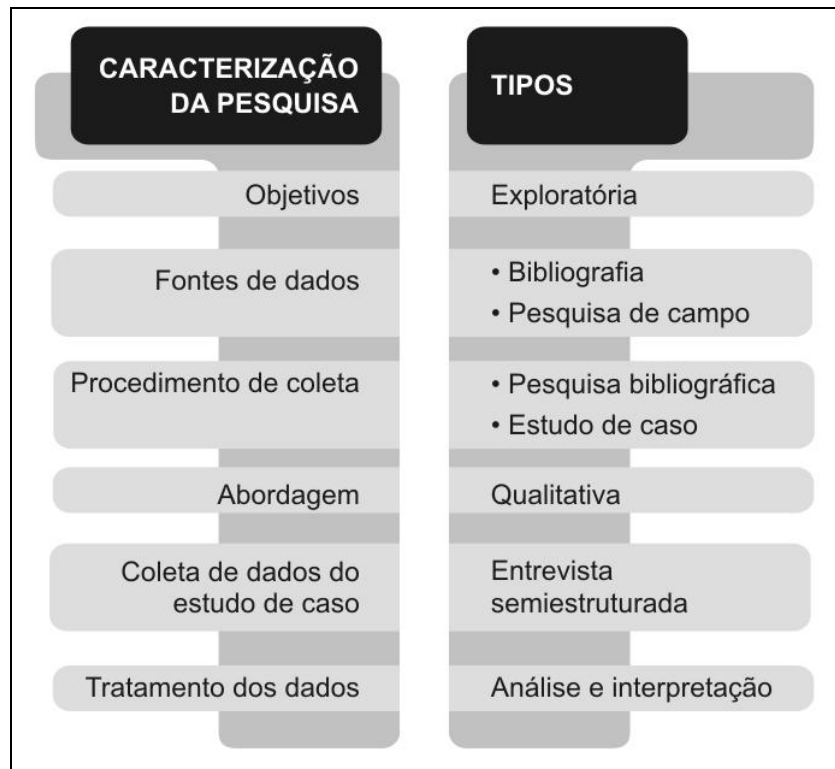 CARACTERIZAÇÃO
DA PESQUISA
TIPOS
Objetivos
Exploratória
Fontes de dados
• Bibliografia
• Pesquisa de campo
Procedimento de coleta
• Pesquisa bibliográfica
• Estudo de caso
Abordagem
Qualitativa
Coleta de dados do
estudo de caso
Entrevista
semiestruturada
Tratamento dos dados
Análise e interpretação